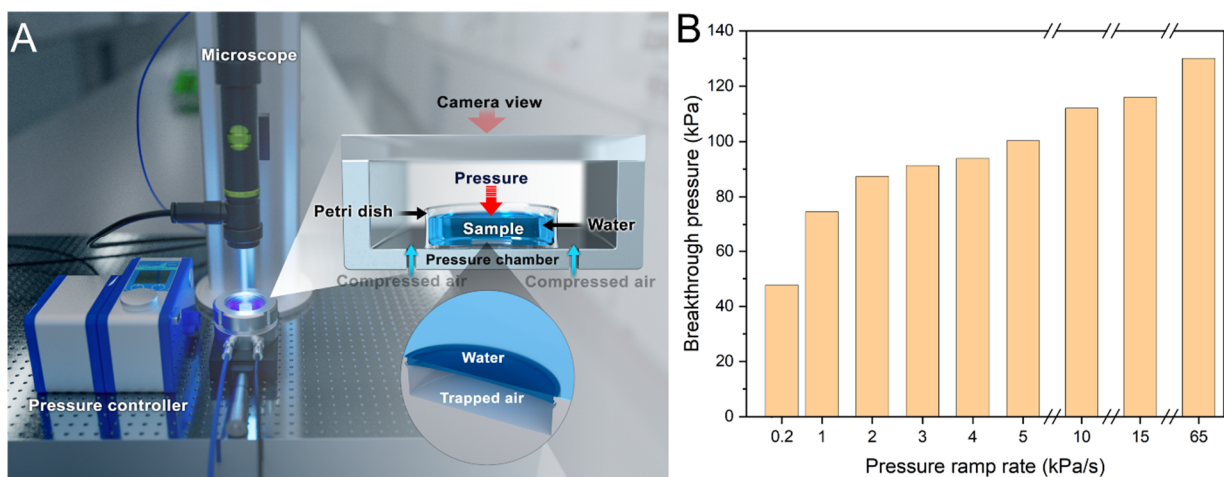 A
Microscope
Camera view
Pressure
Petri dish
Water
Sample
Pressure chamber
Compressed air
Compressed air
Water
Trapped air
Pressure controller
B
Breakthrough pressure (kPa)
140
120
100
80
60
40
20
0
0.2 1 2 3 4 5 10 15 65
Pressure ramp rate (kPa/s)